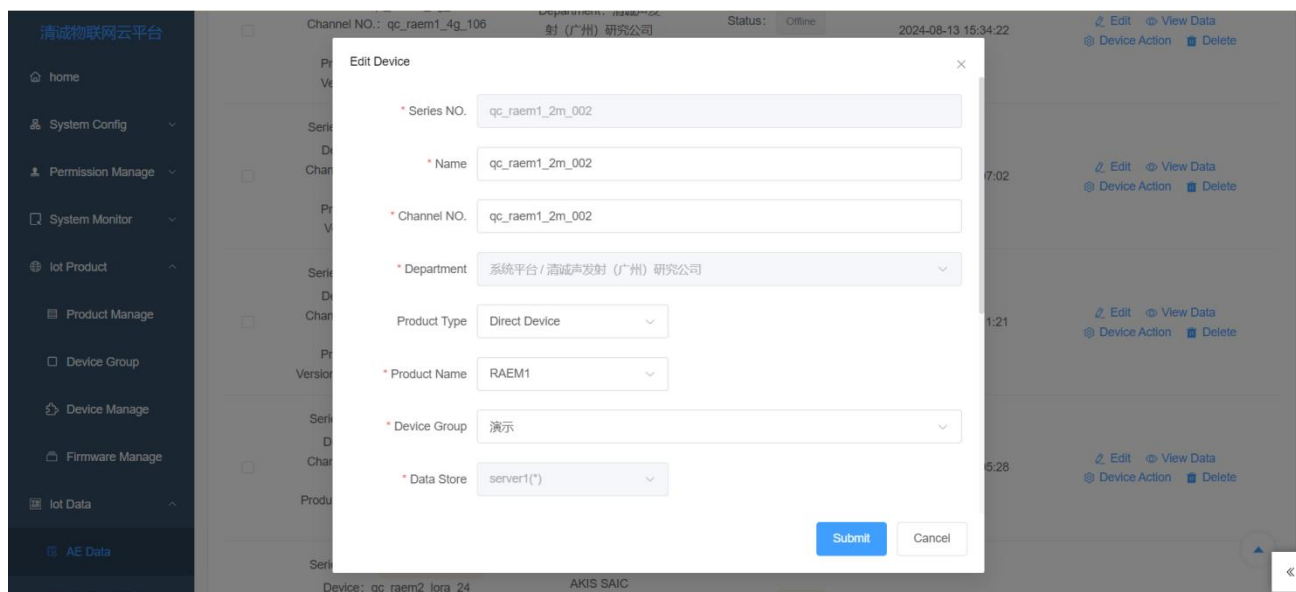 清诚物联网云平台
home
System Config
Permission Manage
System Monitor
Iot Product
Product Manage
Device Group
Device Manage
Firmware Manage
Iot Data
AE Data
Channel NO.: qc_raem1_4g_106
射（广州）研究公司
Status: Offline
2024-08-13 15:34:22
Edit View Data
Device Action Delete
Edit Device
* Series NO. qc_raem1_2m_002
* Name qc_raem1_2m_002
* Channel NO. qc_raem1_2m_002
* Department 系统平台 / 清诚声发射（广州）研究公司
Product Type Direct Device
* Product Name RAEM1
* Device Group 演示
* Data Store server1(*)
Submit Cancel
Edit View Data
Device Action Delete
Edit View Data
Device Action Delete
Edit View Data
Device Action Delete
Device: qc_raem2_lora_24
AKIS SAIC